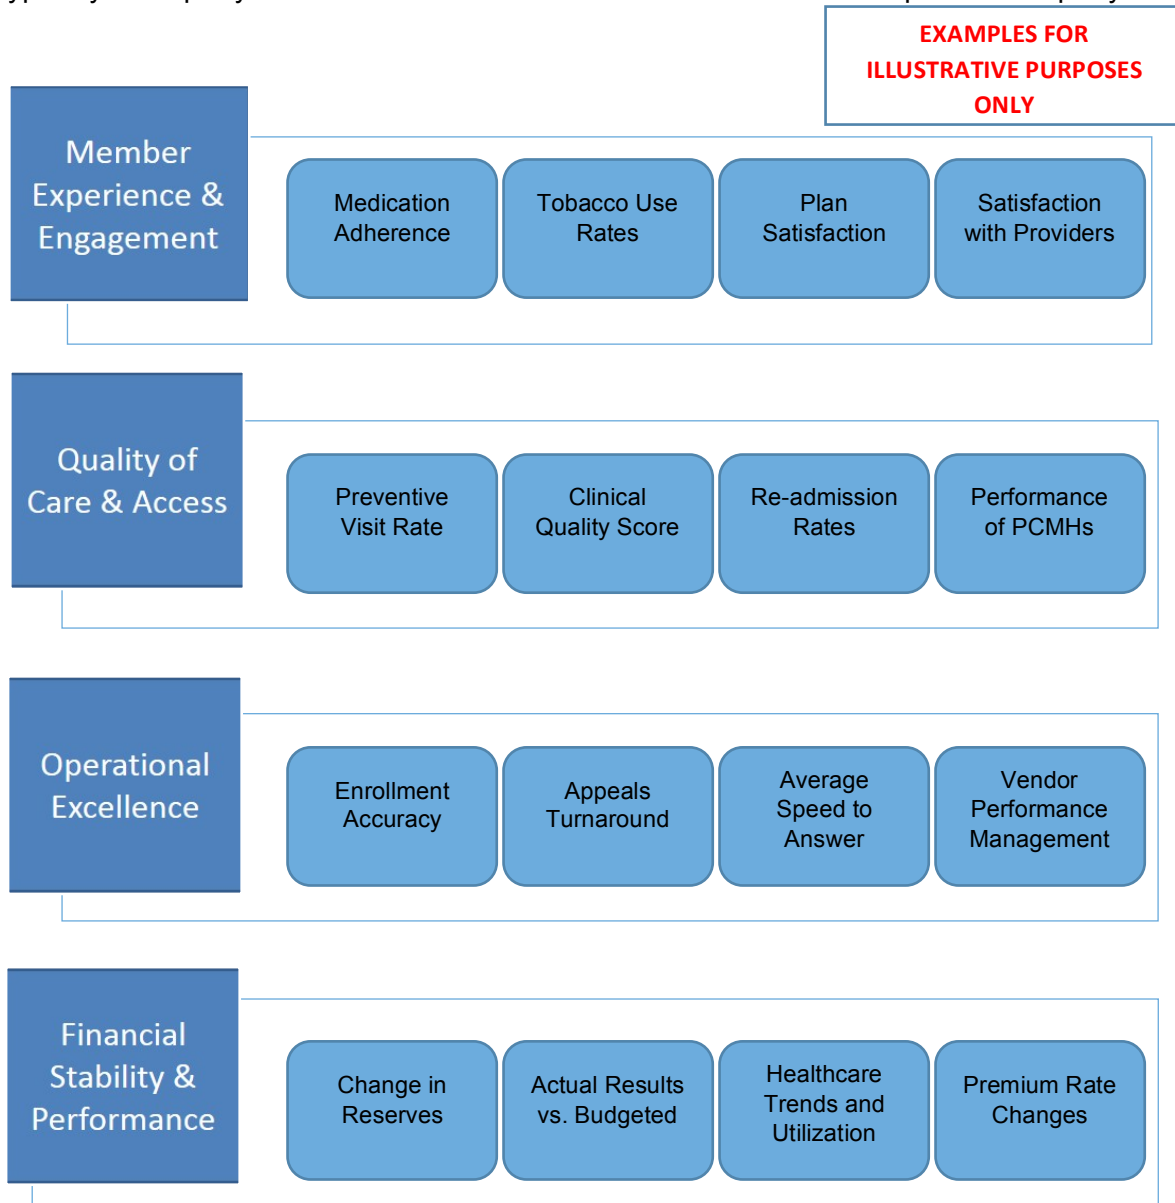 EXAMPLES FOR
ILLUSTRATIVE PURPOSES
ONLY
Member
Experience &
Engagement
Medication
Adherence
Tobacco Use
Rates
Plan
Satisfaction
Satisfaction
with Providers
Quality of
Care & Access
Preventive
Visit Rate
Clinical
Quality Score
Re-admission
Rates
Performance
of PCMHs
Operational
Excellence
Enrollment
Accuracy
Appeals
Turnaround
Average
Speed to
Answer
Vendor
Performance
Management
Financial
Stability &
Performance
Change in
Reserves
Actual Results
vs. Budgeted
Healthcare
Trends and
Utilization
Premium Rate
Changes